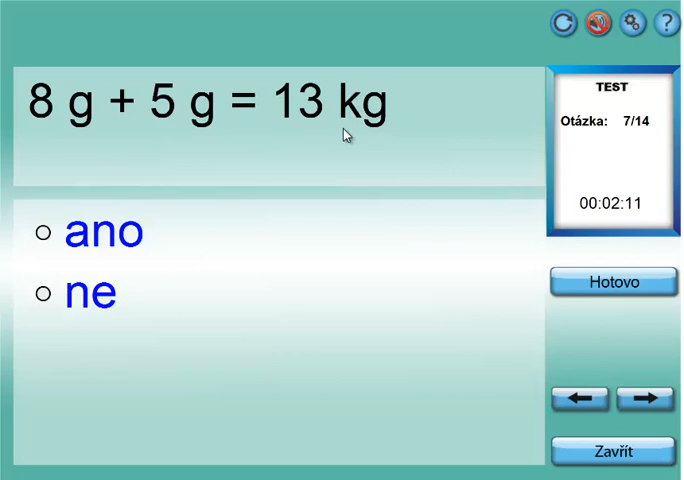 8 g + 5 g = 13 kg
ano
ne
?
TEST
Otázka: 7/14
00:02:11
Hotovo
Zavřít